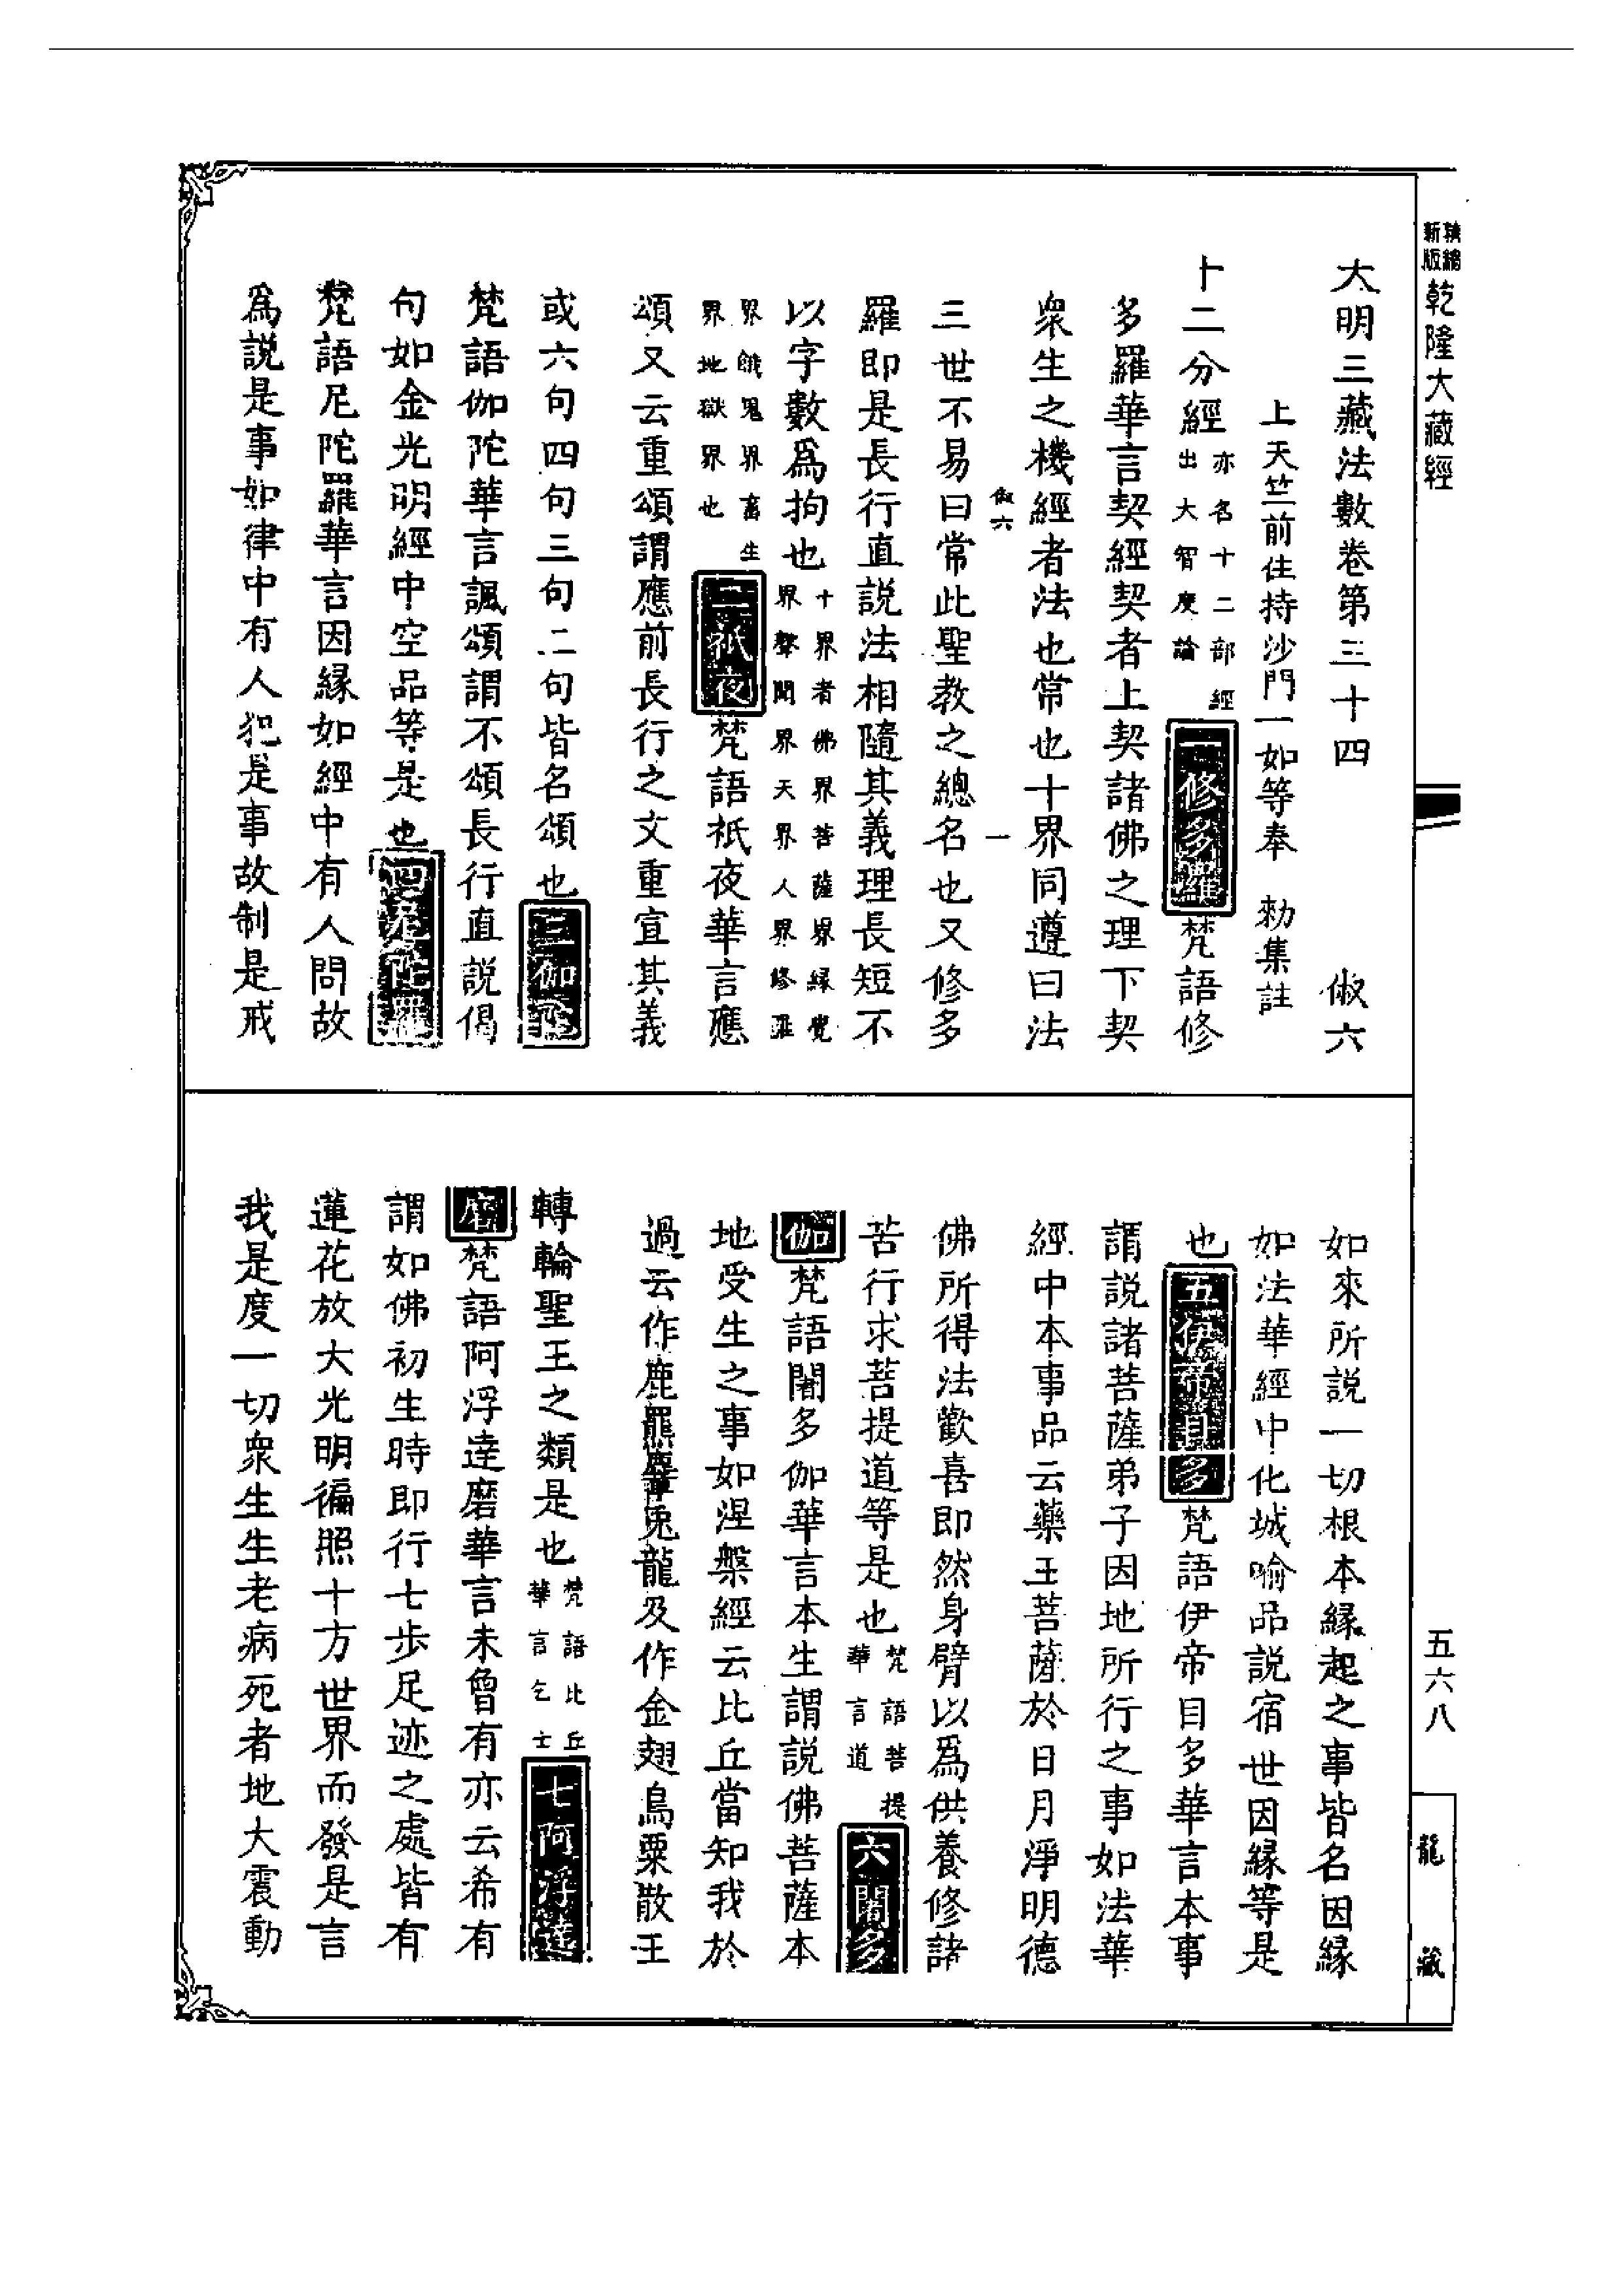 新版
乾隆大藏經
大明三藏法數卷第三十四 俶六
上天竺前住持沙門一如等奉 勑集註
十二分經亦名十二部經出大智度論一修多羅梵語修
多羅華言契經契者上契諸佛之理下契
衆生之機經者法也常也十界同遵曰法
俶六 一
三世不易曰常此聖教之總名也又修多
羅即是長行直説法相隨其義理長短不
以字數爲拘也十界者佛界菩薩界縁覺界聲聞界天界人界修羅
界餓鬼界畜生界地獄界也二祇夜梵語祇夜華言應
頌又云重頌謂應前長行之文重宣其義
或六句四句三句二句皆名頌也三伽陀
梵語伽陀華言諷頌謂不頌長行直説偈
句如金光明經中空品等是也四尼陀羅
梵語尼陀羅華言因縁如經中有人問故
爲説是事如律中有人犯是事故制是戒
如來所説一切根本縁起之事皆名因縁
如法華經中化城喻品説宿世因縁等是
也五伊帝目多梵語伊帝目多華言本事
謂説諸菩薩弟子因地所行之事如法華
經中本事品云藥王菩薩於日月淨明德
佛所得法歡喜即然身臂以爲供養修諸
苦行求菩提道等是也梵語菩提華言道六闍多
伽梵語闍多伽華言本生謂説佛菩薩本
地受生之事如涅槃經云比丘當知我於
過云作鹿羆麞兎龍及作金翅鳥粟散王
轉輪聖王之類是也梵語比丘華言乞士七阿浮達
磨梵語阿浮達磨華言未曾有亦云希有
謂如佛初生時即行七步足迹之處皆有
蓮花放大光明徧照十方世界而發是言
我是度一切衆生生老病死者地大震動
五六八
龍藏